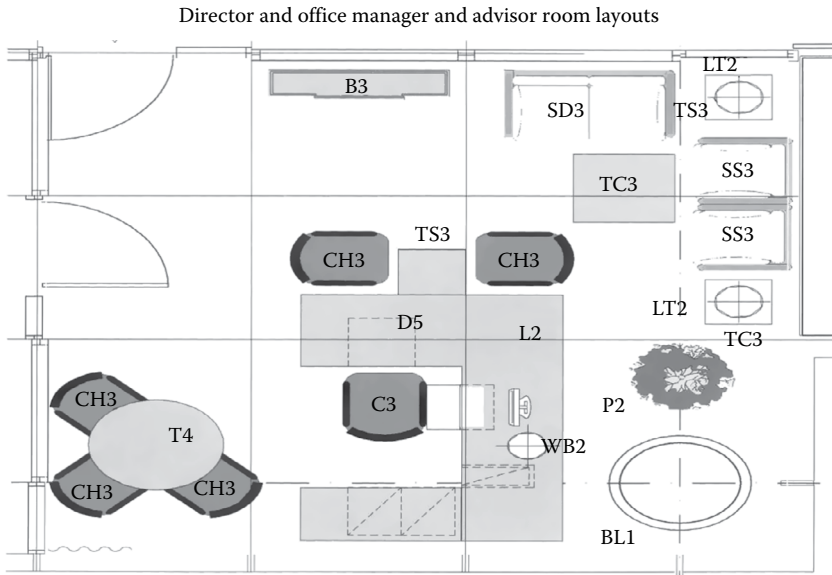 Director and office manager and advisor room layouts
LT2
B3
SD3
TS3
SS3
TC3
TS3
SS3
CH3
CH3
LT2
D5
L2
TC3
CH3
C3
P2
T4
WB2
CH3
CH3
BL1